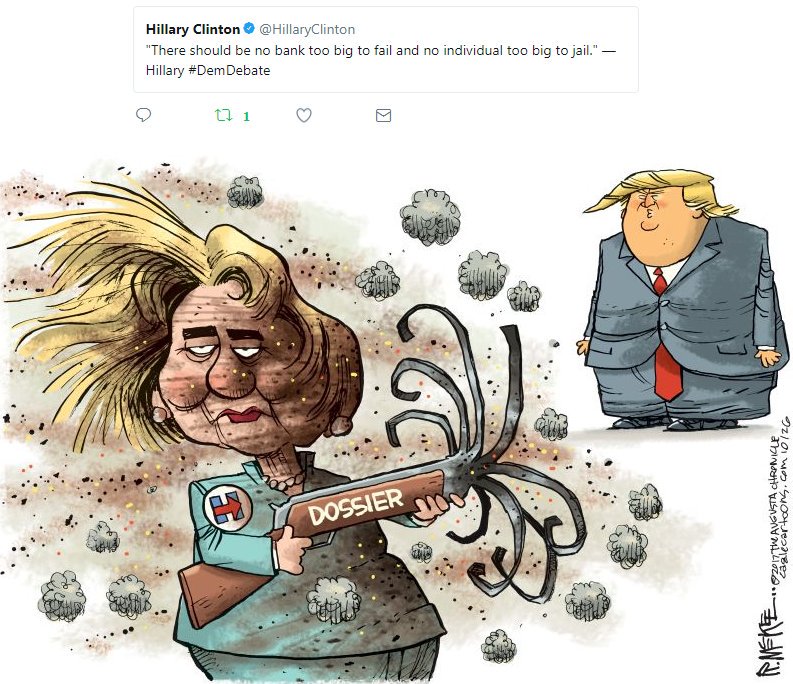 Hillary Clinton @HillaryClinton
"There should be no bank too big to fail and no individual too big to jail." —
Hillary #DemDebate
1
H
DOSSIER
R.McKEE... ©2017 THE AUGUSTA CHRONICLE
caglecartoons.com 10/26